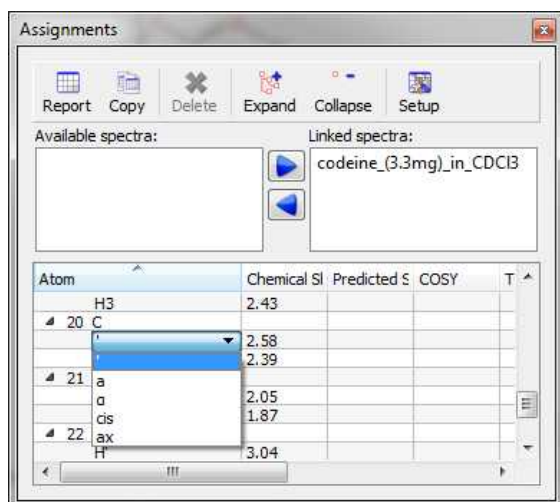 Assignments
Report Copy Delete Expand Collapse Setup
Available spectra: Linked spectra:
codeine_(3.3mg)_in_CDCl3
Atom Chemical Sl Predicted S COSY T
H3 2.43
20 C
' 2.58
' 2.39
21
a 2.05
α
cis 1.87
22 ax
H' 3.04